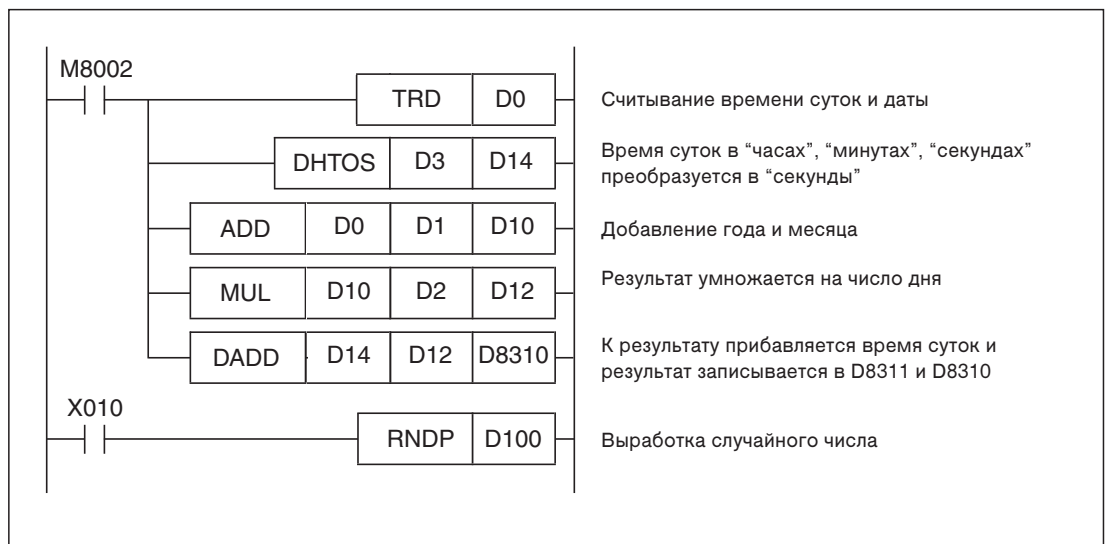 M8002
TRD D0 Считывание времени суток и даты
DHTOS D3 D14 Время суток в “часах”, “минутах”, “секундах”
преобразуется в “секунды”
ADD D0 D1 D10 Добавление года и месяца
MUL D10 D2 D12 Результат умножается на число дня
DADD D14 D12 D8310 К результату прибавляется время суток и
результат записывается в D8311 и D8310
X010
RNDP D100 Выработка случайного числа